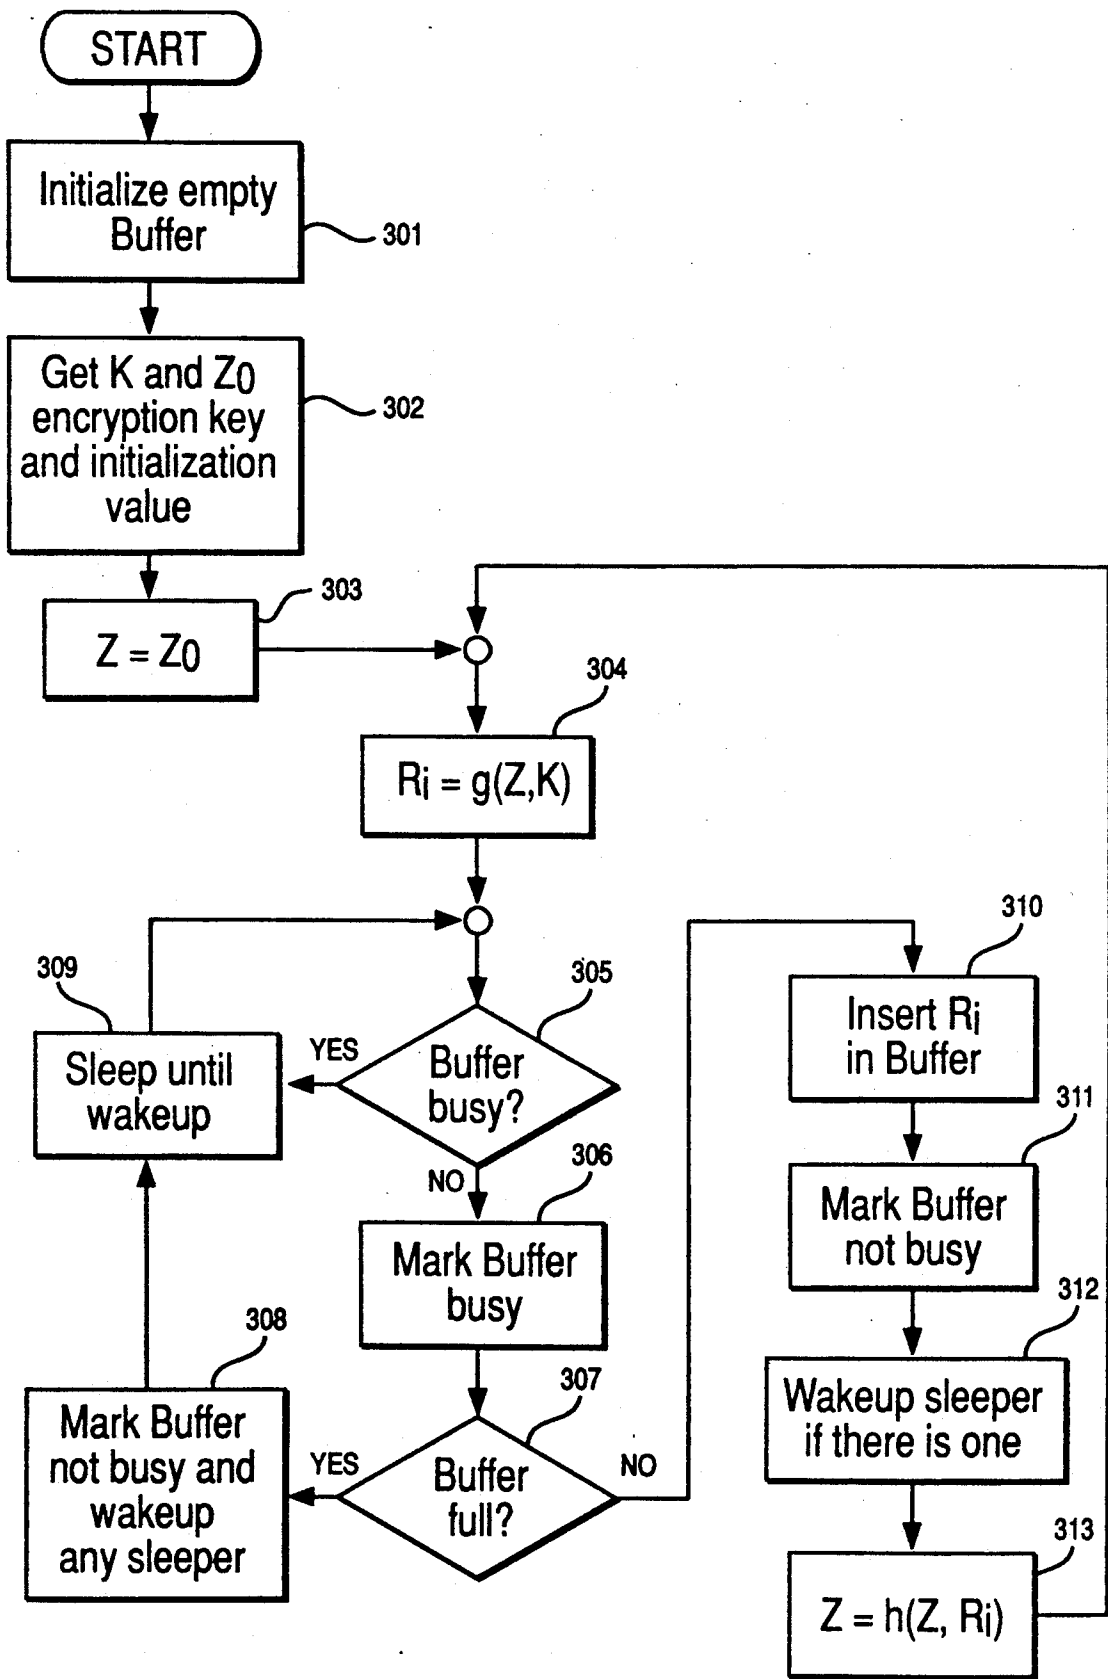 START
Initialize empty
Buffer
301
Get K and Z0
encryption key
and initialization
value
302
303
Z = Z0
304
Ri = g(Z,K)
309
Sleep until
wakeup
YES
305
Buffer
busy?
NO
306
Mark Buffer
busy
308
Mark Buffer
not busy and
wakeup
any sleeper
YES
307
Buffer
full?
NO
310
Insert Ri
in Buffer
311
Mark Buffer
not busy
312
Wakeup sleeper
if there is one
313
Z = h(Z, Ri)